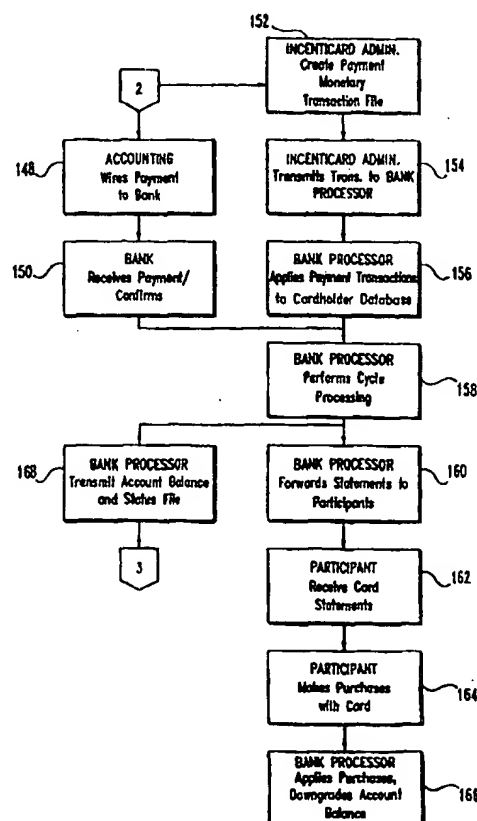 152
INCENTICARD ADMIN.
Create Payment
Monetary
Transaction File
2
148
ACCOUNTING
Wires Payment
to Bank
INCENTICARD ADMIN.
Transmits Trans. to BANK
PROCESSOR
154
150
BANK
Receives Payment/
Confirms
BANK PROCESSOR
Applies Payment Transactions
to Cardholder Database
156
BANK PROCESSOR
Performs Cycle
Processing
158
168
BANK PROCESSOR
Transmit Account Balance
and States File
BANK PROCESSOR
Forwards Statements to
Participants
160
3
PARTICIPANT
Receive Card
Statements
162
PARTICIPANT
Makes Purchases
with Card
164
BANK PROCESSOR
Applies Purchases,
Downgrades Account
Balance
166